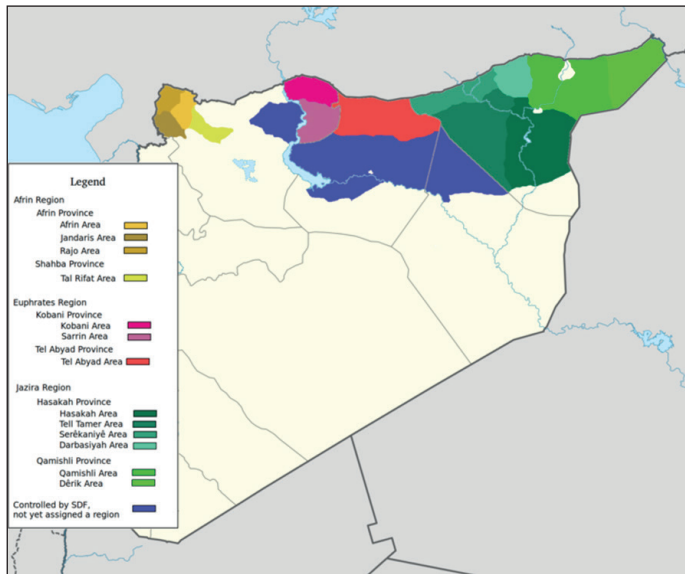 Legend
Afrin Region
Afrin Province
Afrin Area
Jandaris Area
Rajo Area
Shahba Province
Tal Rifat Area
Euphrates Region
Kobani Province
Kobani Area
Sarrin Area
Tel Abyad Province
Tel Abyad Area
Jazira Region
Hasakah Province
Hasakah Area
Tell Tamer Area
Serêkaniyê Area
Darbasiyah Area
Qamishli Province
Qamishli Area
Dêrik Area
Controlled by SDF,
not yet assigned a region